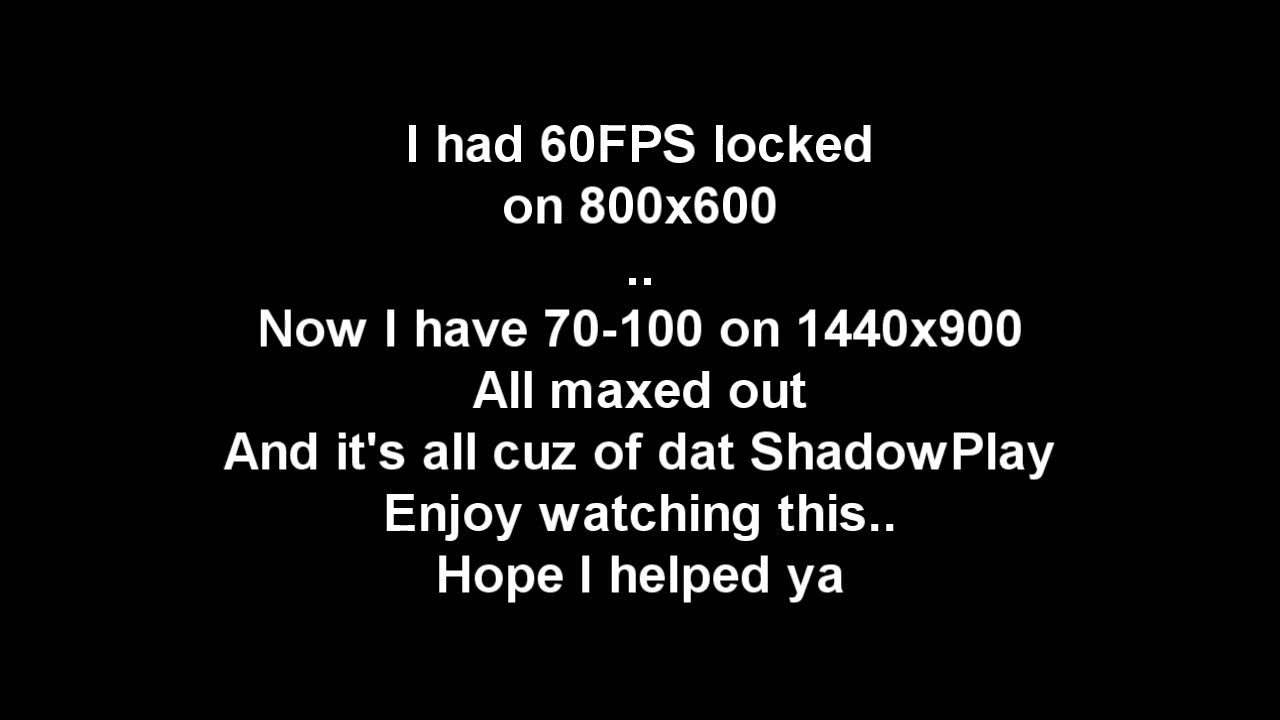 I had 60FPS locked
on 800x600
..
Now I have 70-100 on 1440x900
All maxed out
And it's all cuz of dat ShadowPlay
Enjoy watching this..
Hope I helped ya